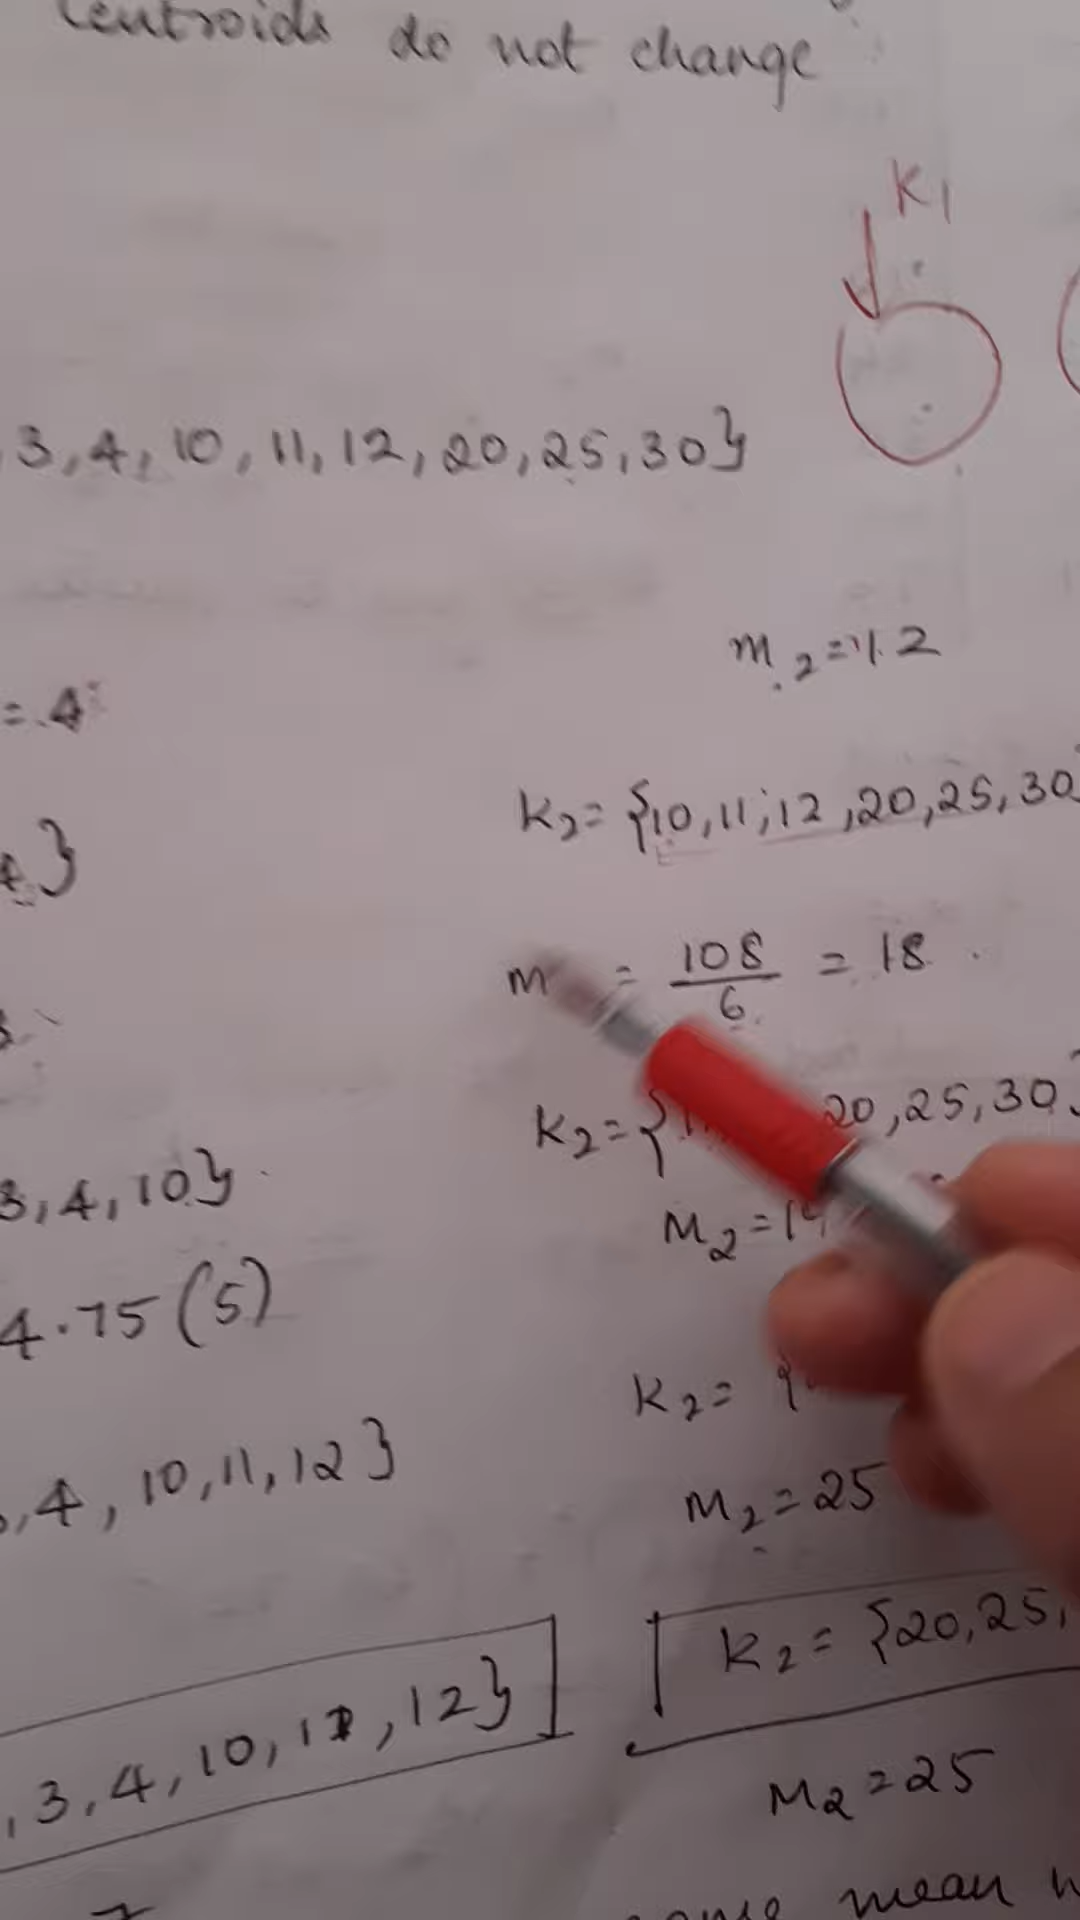 Centroids do not change
K1
3, 4, 10, 11, 12, 20, 25, 30}
m2 = 12
= 4
K2 = {10, 11, 12, 20, 25, 30}
4}
m = 108/6 = 18
K2 = { 20, 25, 30}
3, 4, 10}
M2 = 19
4.75 (5)
K2 = {
, 4, 10, 11, 12}
M2 = 25
K2 = {20, 25,
, 3, 4, 10, 11, 12}
M2 = 25
mean